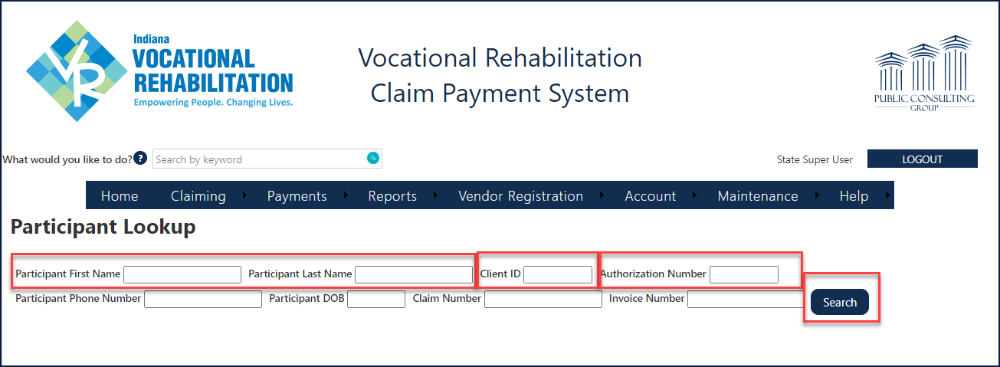 Indiana
VOCATIONAL
REHABILITATION
Empowering People. Changing Lives.
VR
Vocational Rehabilitation
Claim Payment System
PUBLIC CONSULTING
GROUP
What would you like to do? ? Search by keyword
State Super User LOGOUT
Home Claiming Payments Reports Vendor Registration Account Maintenance Help
Participant Lookup
Participant First Name Participant Last Name Client ID Authorization Number
Participant Phone Number Participant DOB Claim Number Invoice Number
Search